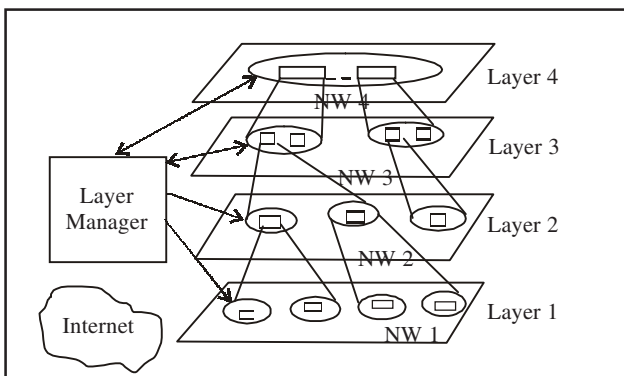 Layer 4
NW 4
Layer 3
NW 3
Layer
Manager
Layer 2
NW 2
Layer 1
Internet
NW 1